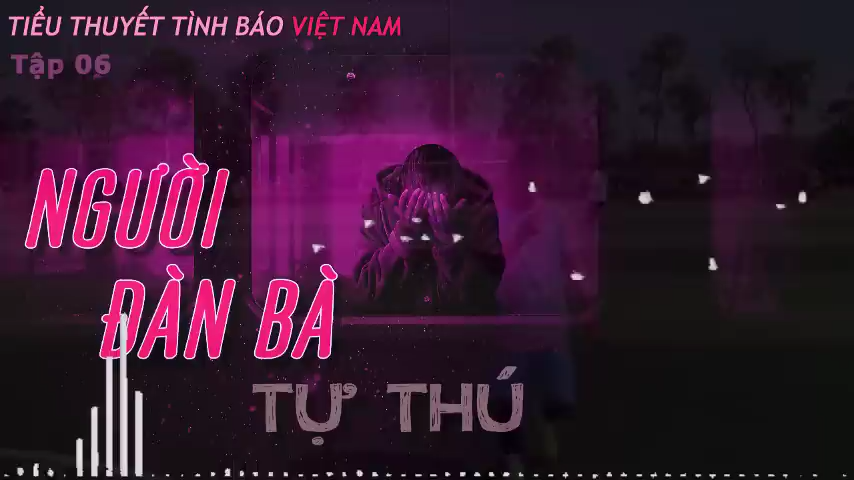 TIỂU THUYẾT TÌNH BÁO VIỆT NAM
Tập 06
NGƯỜI
ĐÀN BÀ
TỰ THÚ